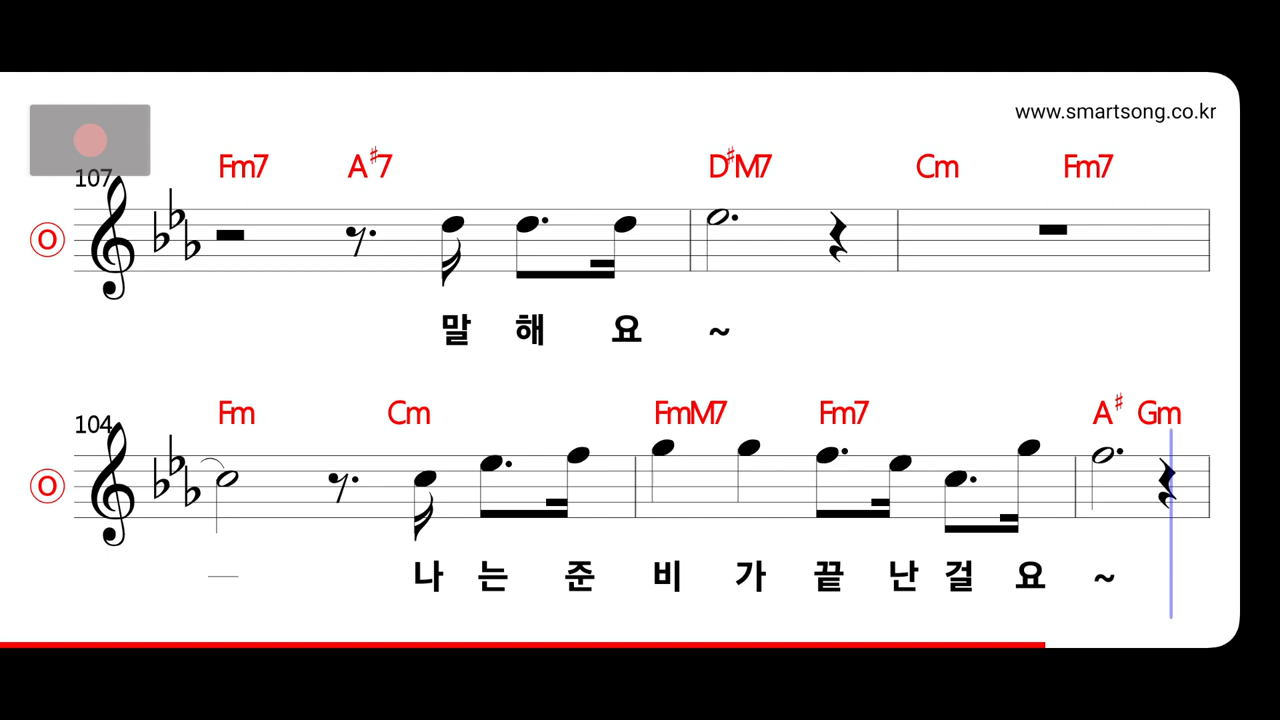 www.smartsong.co.kr
Fm7 A♯7 D♯M7 Cm Fm7
107
O
말 해 요 ~
Fm Cm FmM7 Fm7 A♯ Gm
104
O
나 는 준 비 가 끝 난 걸 요 ~